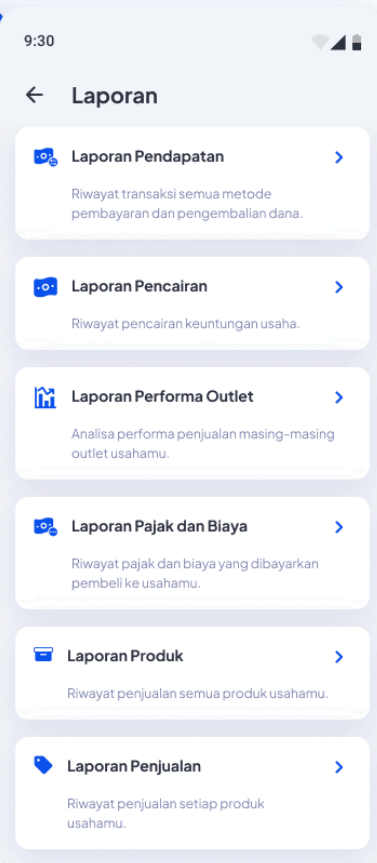 9:30
Laporan
Laporan Pendapatan
Riwayat transaksi semua metode
pembayaran dan pengembalian dana.
Laporan Pencairan
Riwayat pencairan keuntungan usaha.
Laporan Performa Outlet
Analisa performa penjualan masing-masing
outlet usahamu.
Laporan Pajak dan Biaya
Riwayat pajak dan biaya yang dibayarkan
pembeli ke usahamu.
Laporan Produk
Riwayat penjualan semua produk usahamu.
Laporan Penjualan
Riwayat penjualan setiap produk
usahamu.